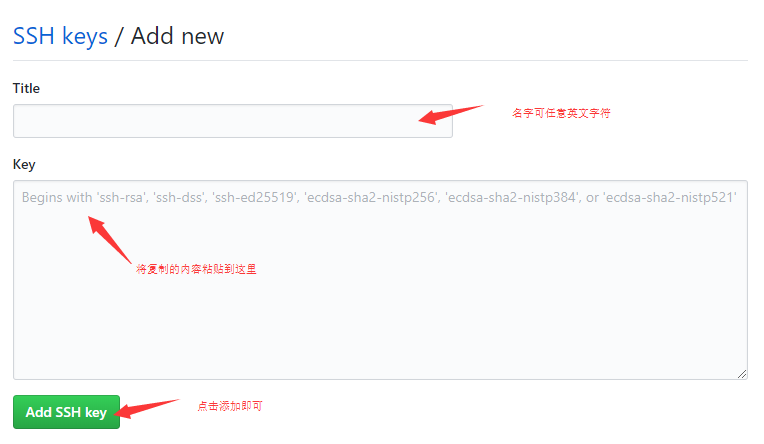 SSH keys / Add new
Title
名字可任意英文字符
Key
Begins with 'ssh-rsa', 'ssh-dss', 'ssh-ed25519', 'ecdsa-sha2-nistp256', 'ecdsa-sha2-nistp384', or 'ecdsa-sha2-nistp521'
将复制的内容粘贴到这里
Add SSH key
点击添加即可